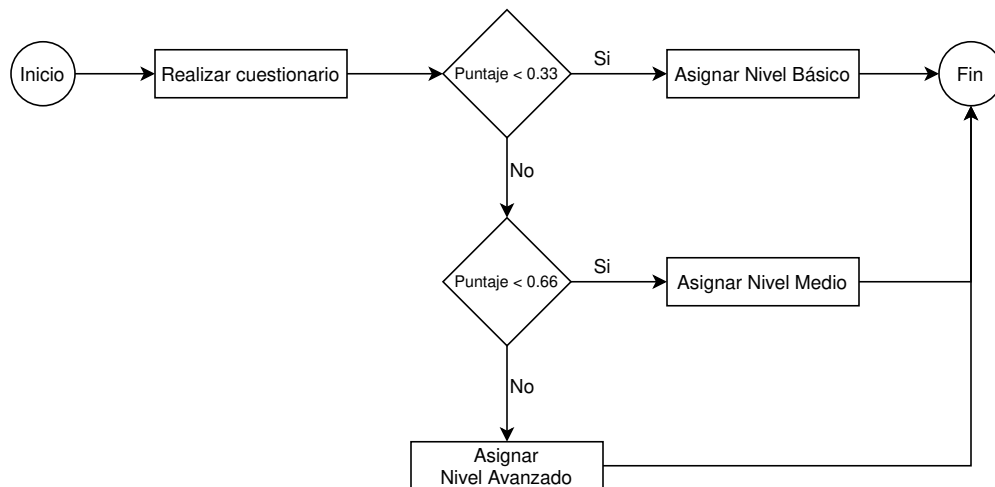 Inicio
Realizar cuestionario
Puntaje < 0.33
Si
Asignar Nivel Básico
Fin
No
Puntaje < 0.66
Si
Asignar Nivel Medio
No
Asignar
Nivel Avanzado